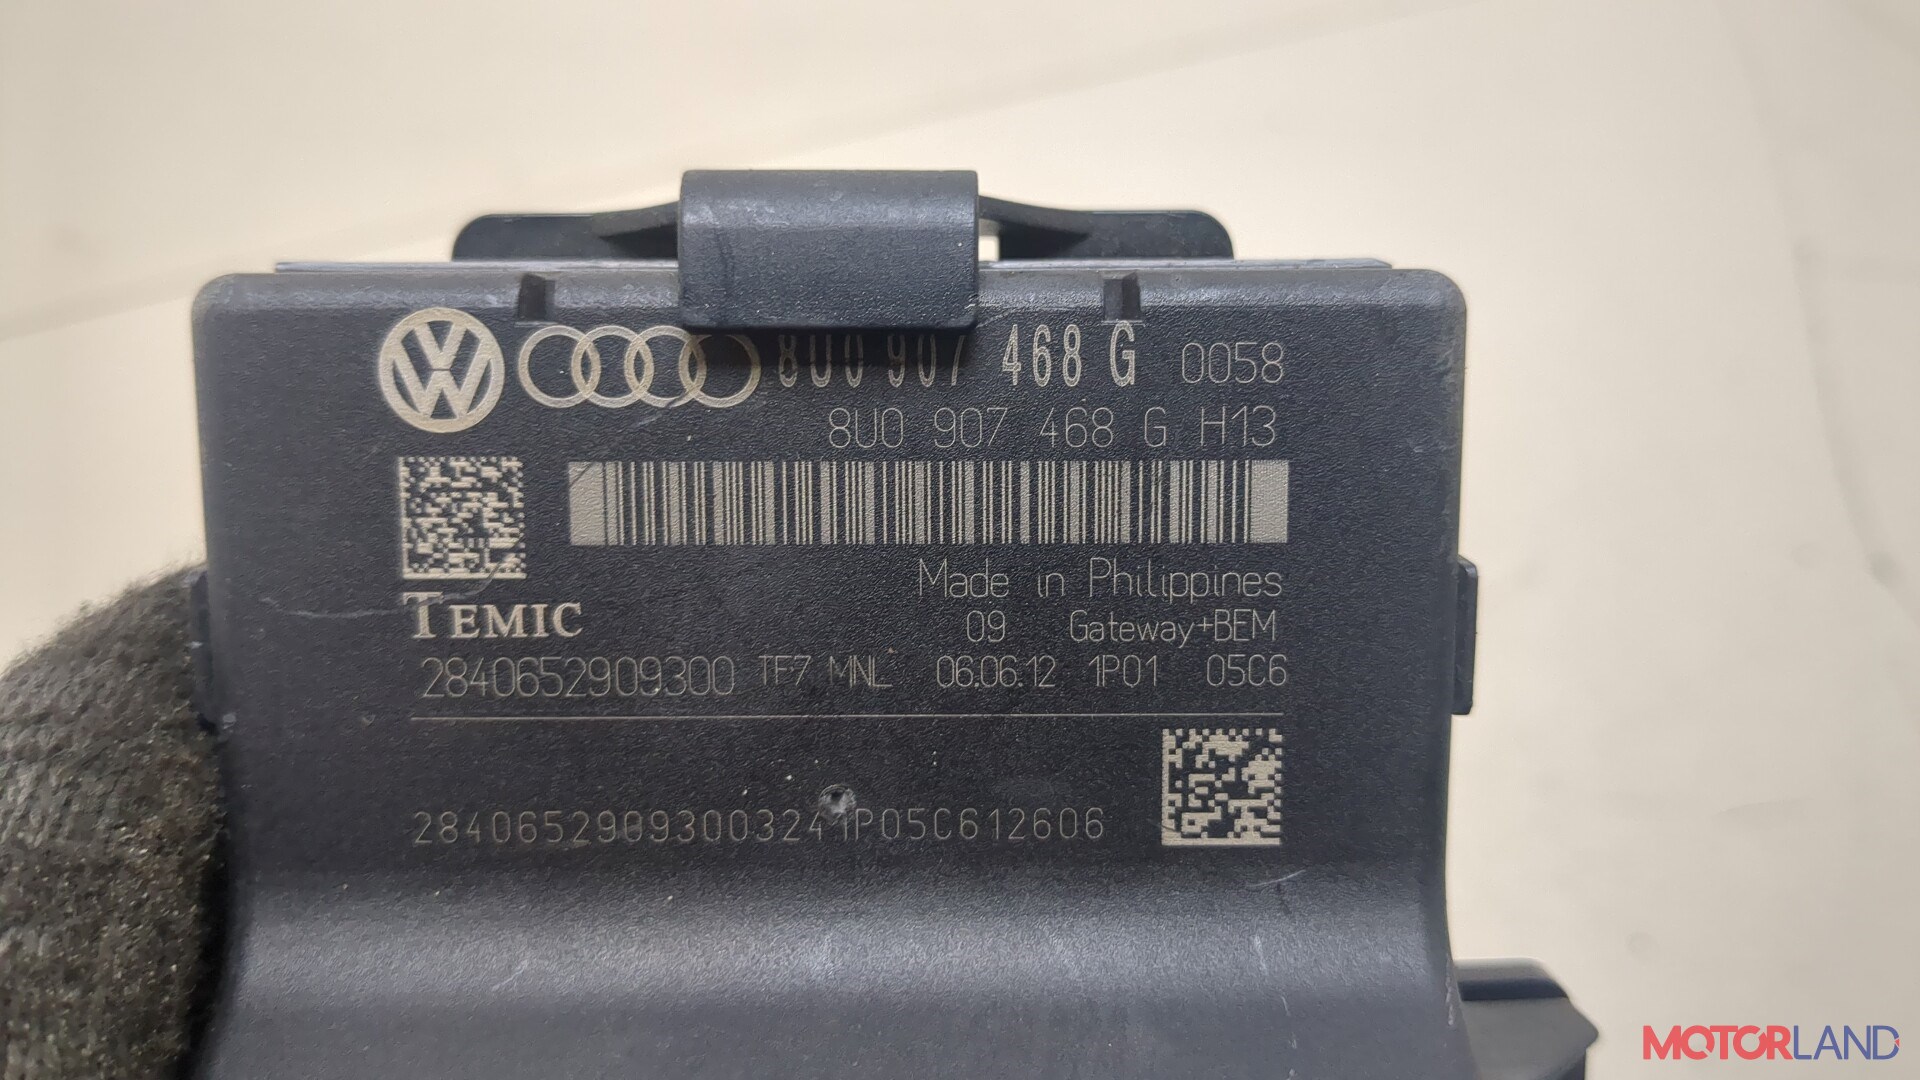 8U0 907 468 G 0058
8U0 907 468 G H13
Made in Philippines
TEMIC
09 Gateway+BEM
2840652909300 TF7 MNL 06.06.12 1P01 05C6
28406529093003241P05C612606
MOTORLAND